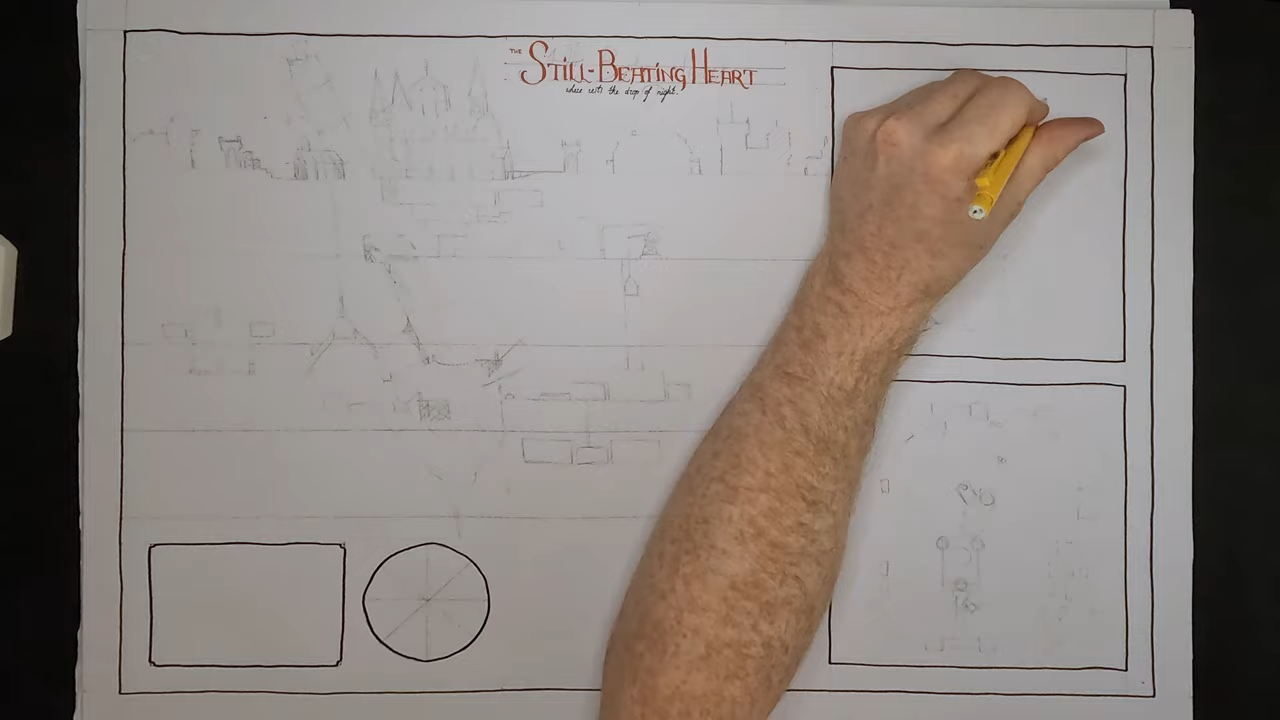 THE
STILL-BEATING HEART
where rests the drop of night.